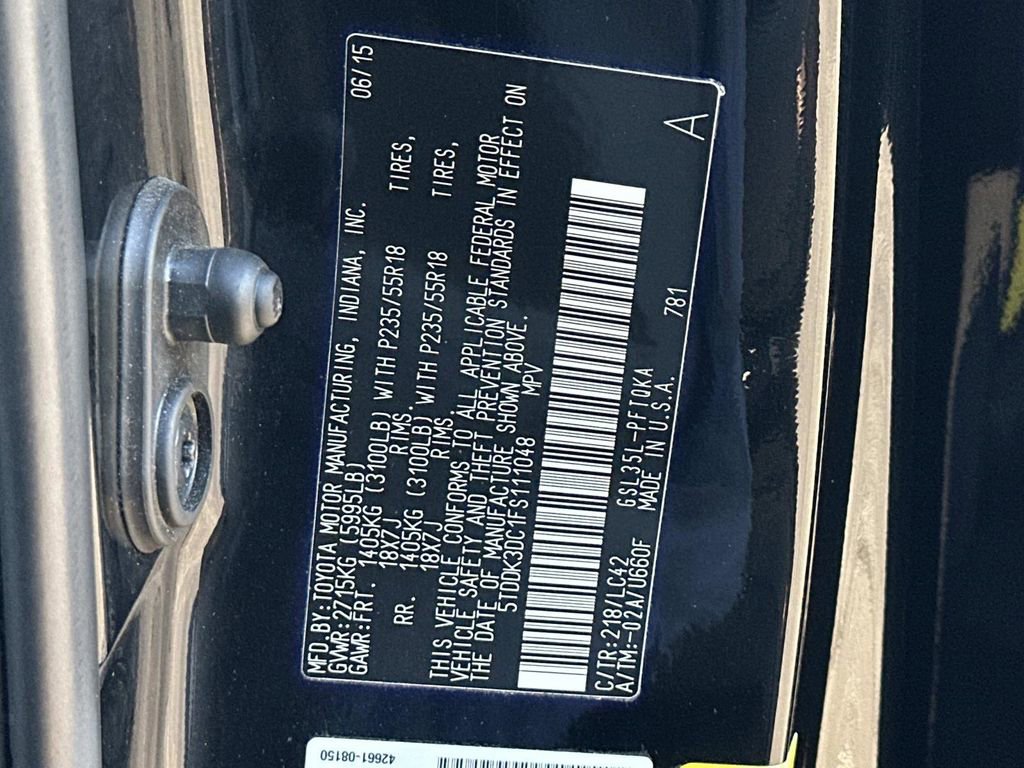 MFD.BY:TOYOTA MOTOR MANUFACTURING, INDIANA, INC. 06/15
GVWR:2715KG (5995LB)
GAWR:FRT. 1405KG (3100LB) WITH P235/55R18 TIRES,
18X7J RIMS.
RR. 1405KG (3100LB) WITH P235/55R18 TIRES,
18X7J RIMS.
THIS VEHICLE CONFORMS TO ALL APPLICABLE FEDERAL MOTOR
VEHICLE SAFETY AND THEFT PREVENTION STANDARDS IN EFFECT ON
THE DATE OF MANUFACTURE SHOWN ABOVE.
5TDDK3DC1FS111048 MPV
C/TR:218/LC42 GSL35L-PFTQKA 781 A
A/TM:-02A/U660F MADE IN U.S.A.
42661-08150